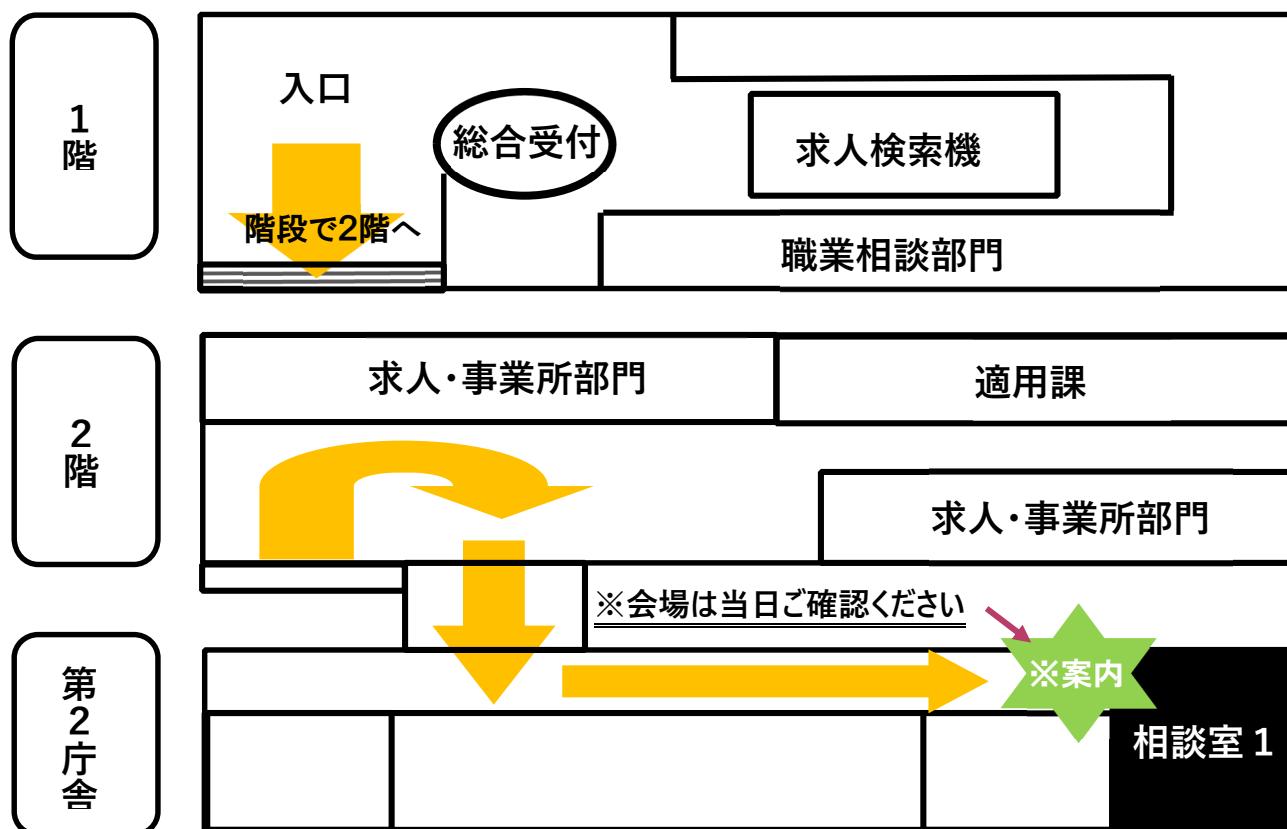 1階
入口
総合受付
求人検索機
階段で2階へ
職業相談部門
2階
求人・事業所部門
適用課
求人・事業所部門
※会場は当日ご確認ください
第2庁舎
※案内
相談室1